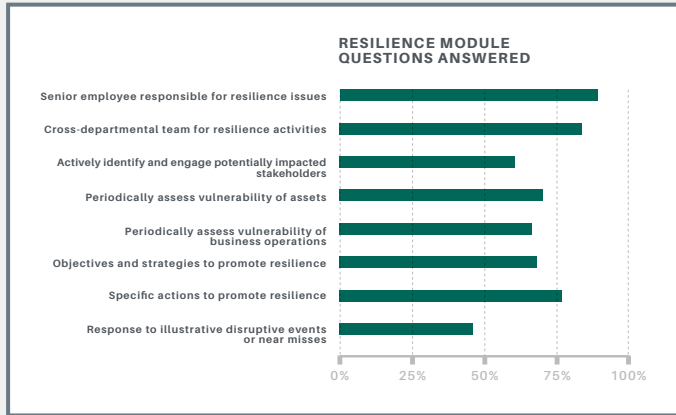 RESILIENCE MODULE
QUESTIONS ANSWERED
Senior employee responsible for resilience issues
Cross-departmental team for resilience activities
Actively identify and engage potentially impacted
stakeholders
Periodically assess vulnerability of assets
Periodically assess vulnerability of
business operations
Objectives and strategies to promote resilience
Specific actions to promote resilience
Response to illustrative disruptive events
or near misses
0% 25% 50% 75% 100%